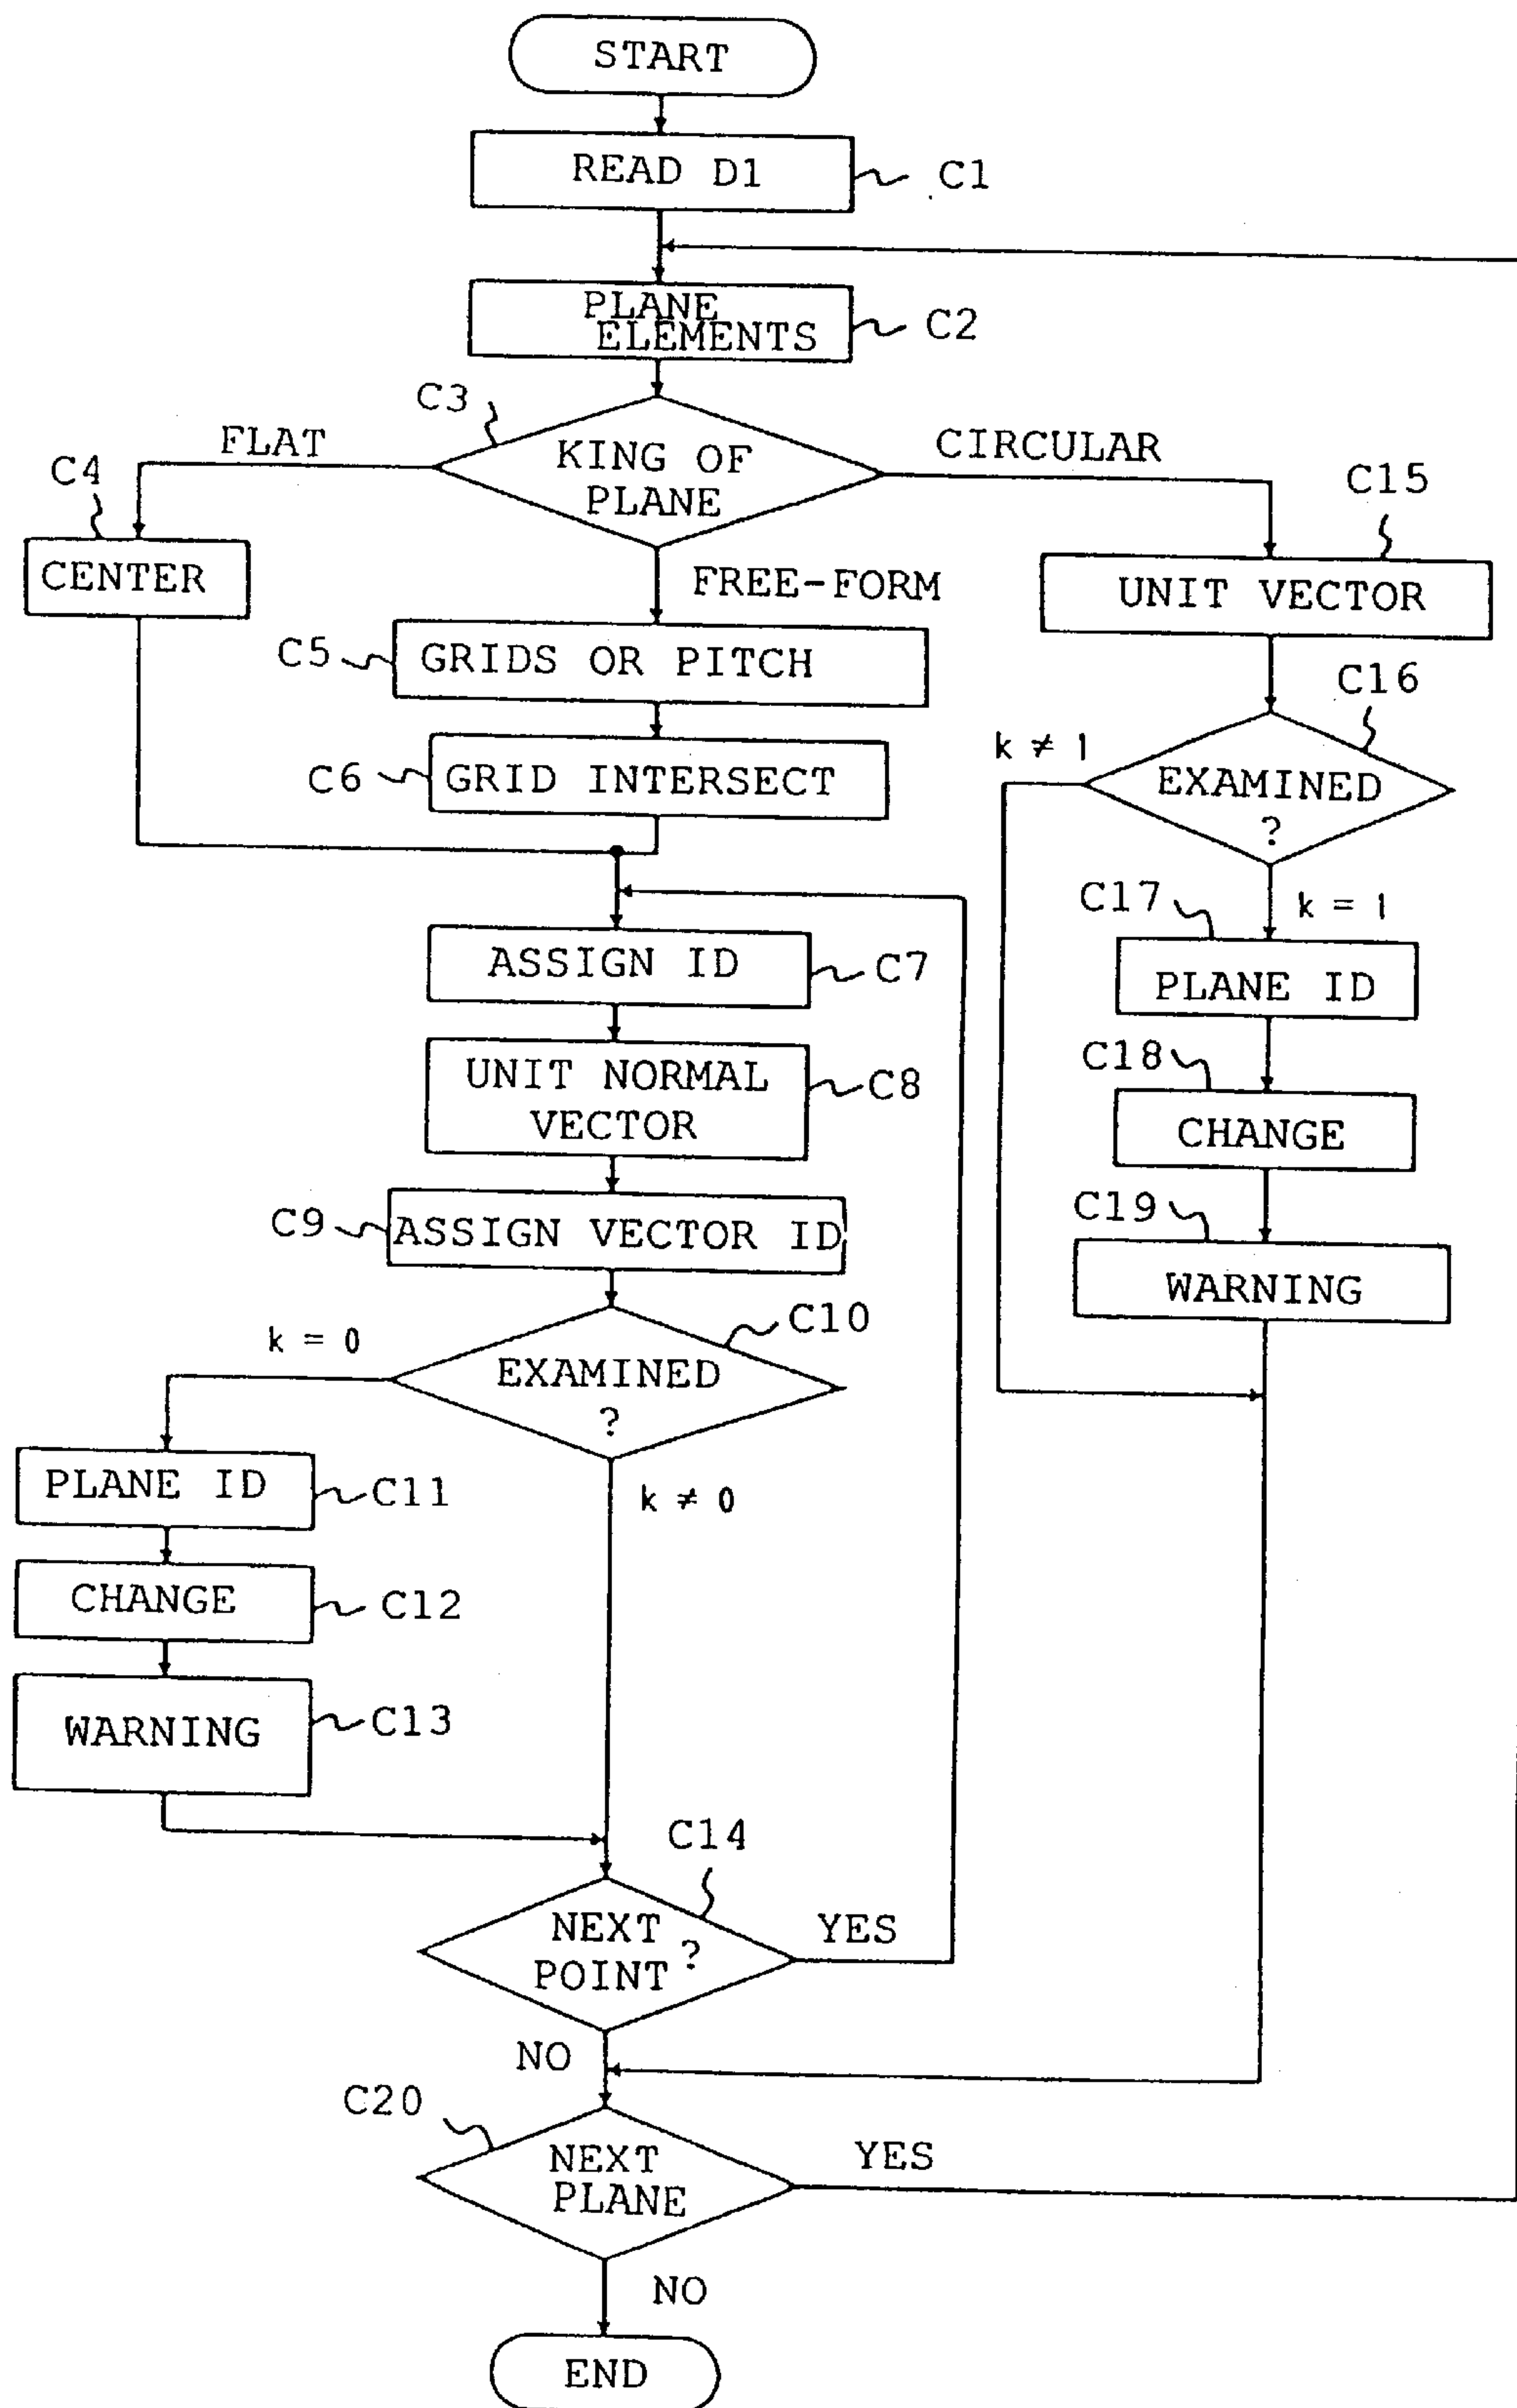 START
READ D1
C1
PLANE
ELEMENTS
C2
C3
KING OF
PLANE
FLAT
CIRCULAR
C4
CENTER
FREE-FORM
C15
UNIT VECTOR
C5
GRIDS OR PITCH
C16
C6
GRID INTERSECT
k ≠ 1
EXAMINED
?
k = 1
C17
PLANE ID
ASSIGN ID
C7
UNIT NORMAL
VECTOR
C8
C18
CHANGE
C9
ASSIGN VECTOR ID
C19
WARNING
C10
k = 0
EXAMINED
?
k ≠ 0
PLANE ID
C11
CHANGE
C12
WARNING
C13
C14
NEXT
POINT ?
YES
NO
C20
NEXT
PLANE
YES
NO
END